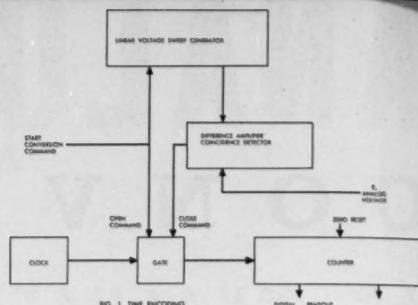 LINEAR VOLTAGE SWEEP GENERATOR
START
CONVERSION
COMMAND
DIFFERENCE AMPLIFIER
COINCIDENCE DETECTOR
E,
ANALOG
VOLTAGE
OPEN
COMMAND
CLOSE
COMMAND
ZERO RESET
CLOCK
GATE
COUNTER
FIG. 1 TIME ENCODING
DIGITAL READOUT
O N V